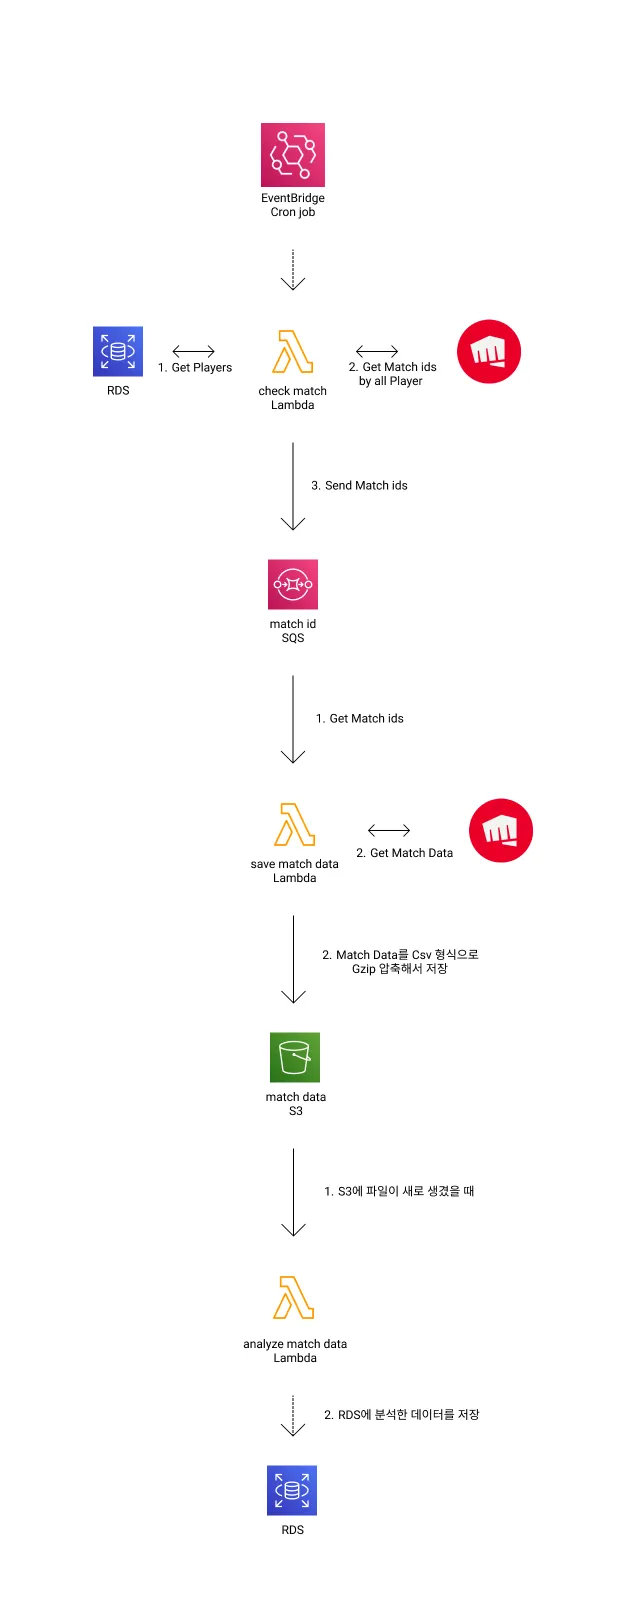 EventBridge
Cron job
1. Get Players
2. Get Match ids
by all Player
RDS
check match
Lambda
3. Send Match ids
match id
SQS
1. Get Match ids
save match data
Lambda
2. Get Match Data
2. Match Data를 Csv 형식으로
Gzip 압축해서 저장
match data
S3
1. S3에 파일이 새로 생겼을 때
analyze match data
Lambda
2. RDS에 분석한 데이터를 저장
RDS